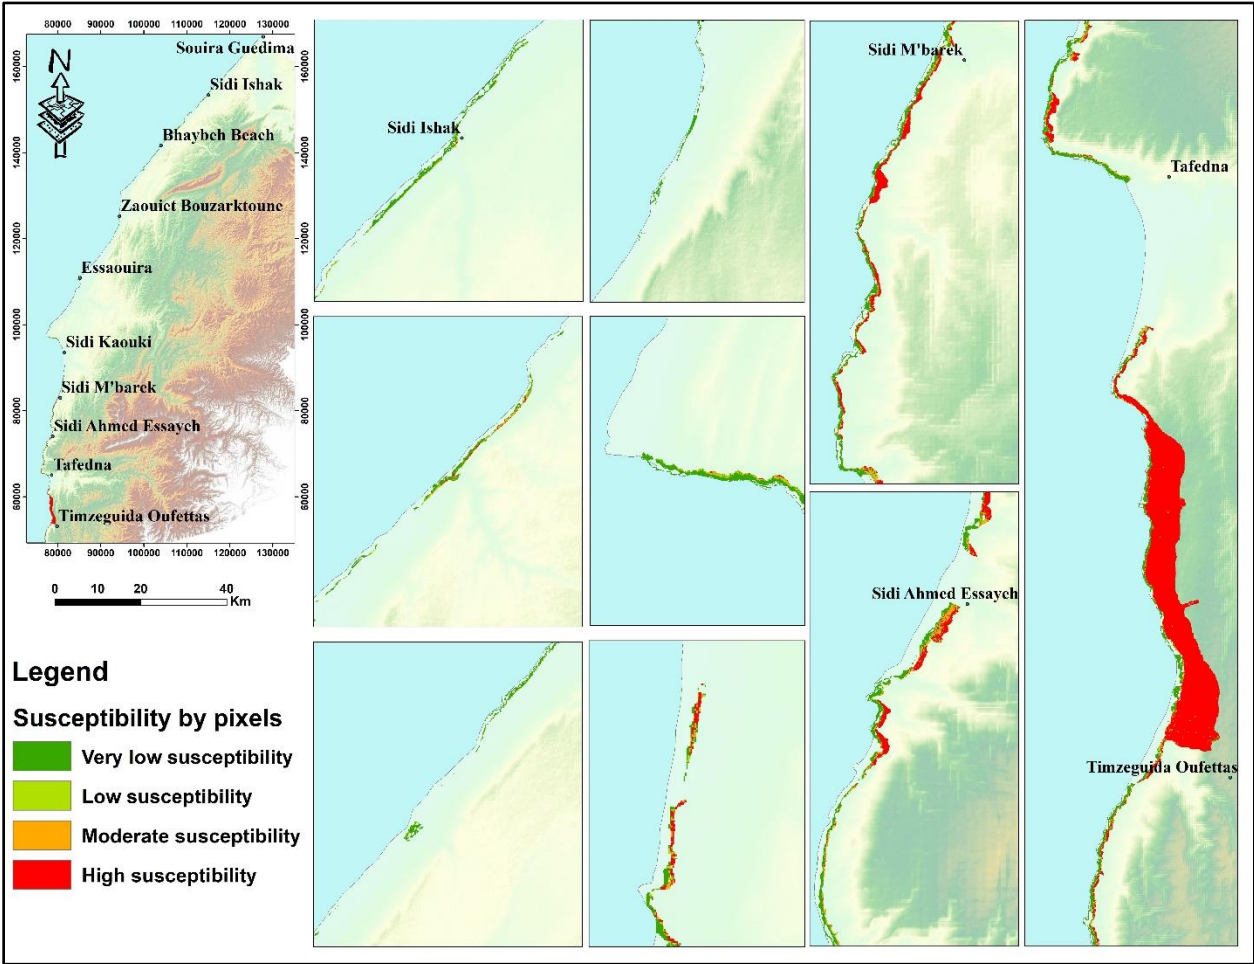 80000 90000 100000 110000 120000 130000
Souira Guedima
N
Sidi Ishak
Bhaybeh Beach
Zaouiet Bouzarktoune
Essaouira
Sidi Kaouki
Sidi M'barek
Sidi Ahmed Essayeh
Tafedna
Timzeguida Oufettas
160000
140000
120000
100000
80000
60000
160000
140000
120000
100000
80000
60000
80000 90000 100000 110000 120000 130000
0 10 20 40
Km
Legend
Susceptibility by pixels
Very low susceptibility
Low susceptibility
Moderate susceptibility
High susceptibility
Sidi Ishak
Sidi M'barek
Sidi Ahmed Essayeh
Tafedna
Timzeguida Oufettas